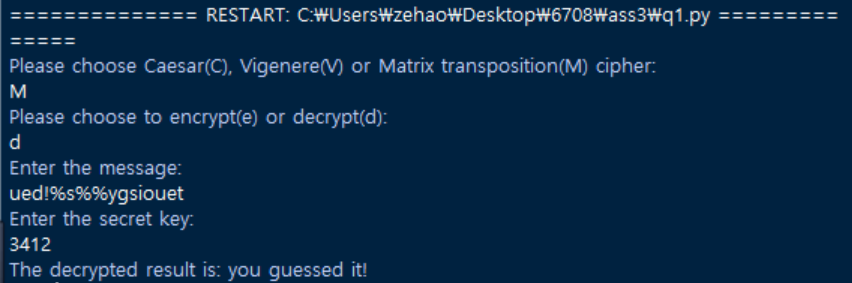 ============== RESTART: C:₩Users₩zehao₩Desktop₩6708₩ass3₩q1.py =========
=====
Please choose Caesar(C), Vigenere(V) or Matrix transposition(M) cipher:
M
Please choose to encrypt(e) or decrypt(d):
d
Enter the message:
ued!%s%%ygsiouet
Enter the secret key:
3412
The decrypted result is: you guessed it!